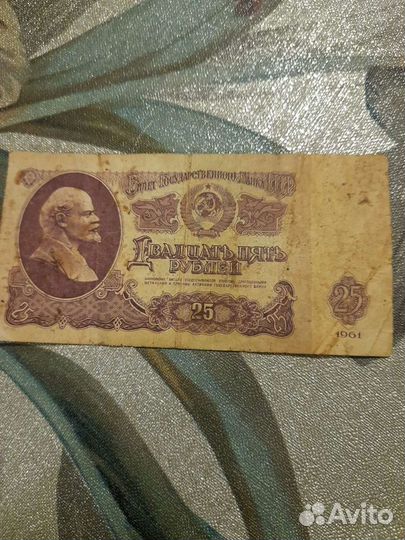 Билет Государственного Банка СССР
Двадцать пять
рублей
25
25
1961
Avito